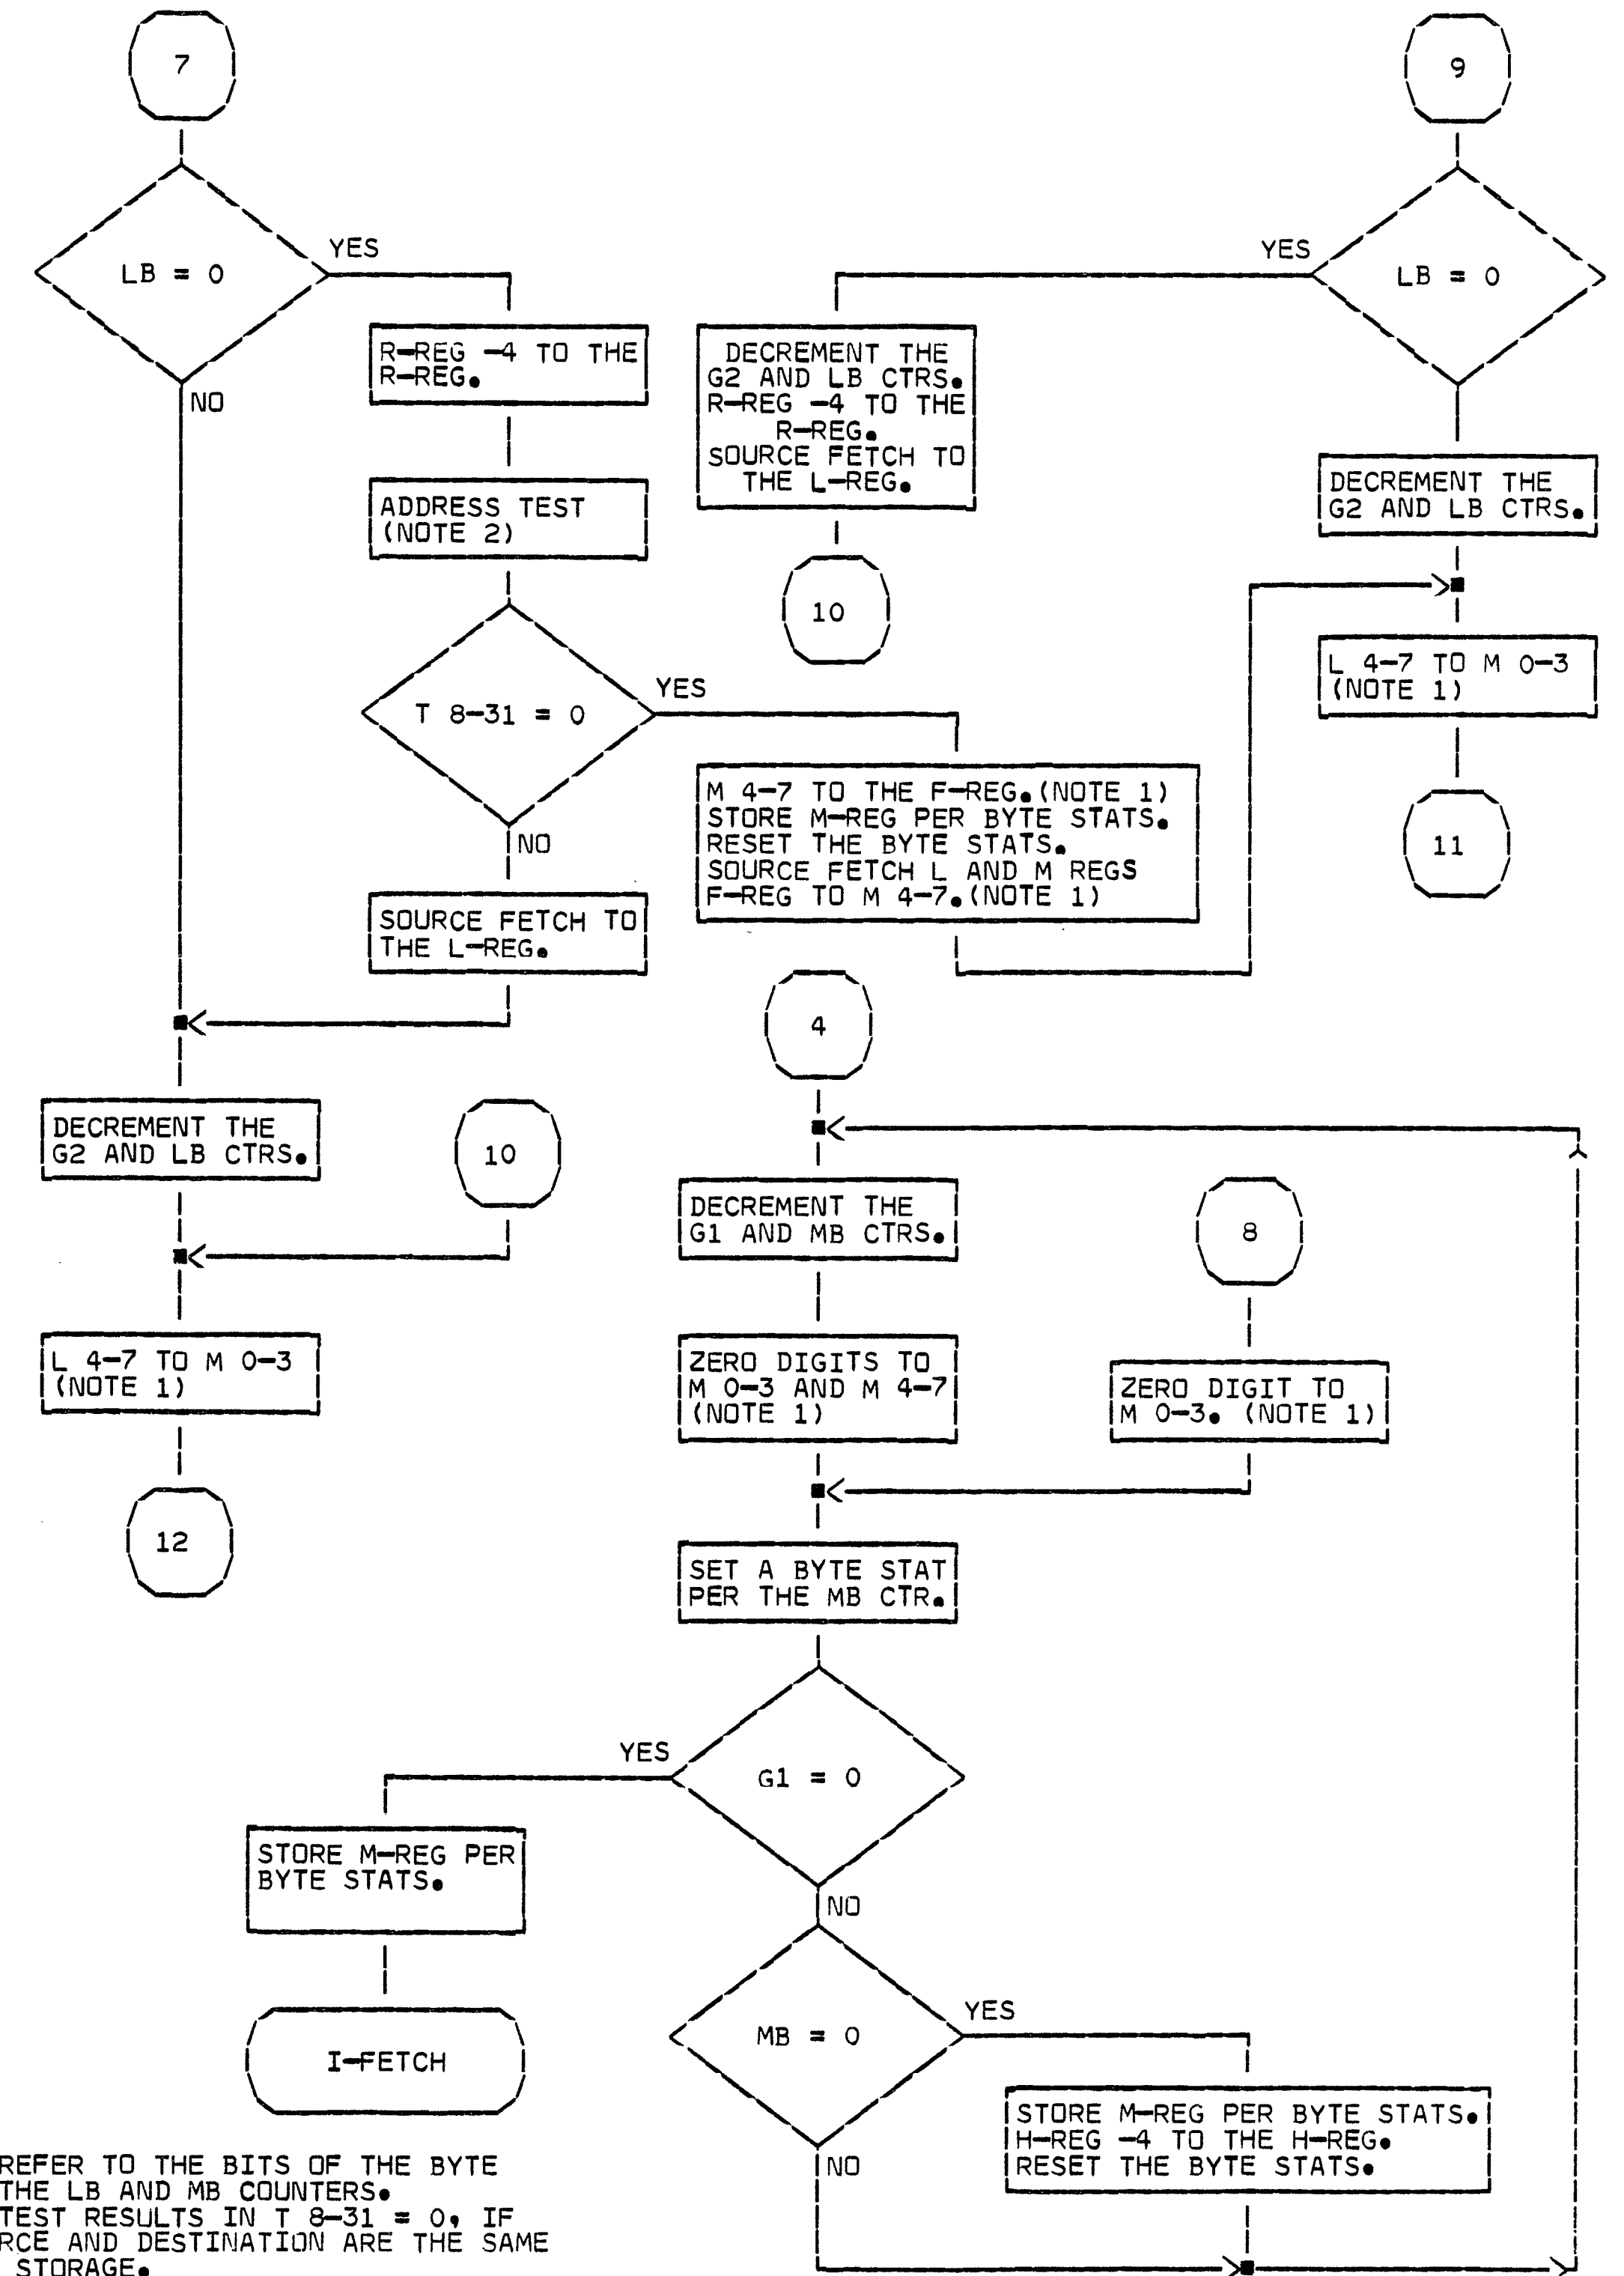 7
LB = 0
YES
NO
R-REG -4 TO THE
R-REG.
ADDRESS TEST
(NOTE 2)
T 8-31 = 0
YES
NO
SOURCE FETCH TO
THE L-REG.
M 4-7 TO THE F-REG.(NOTE 1)
STORE M-REG PER BYTE STATS.
RESET THE BYTE STATS.
SOURCE FETCH L AND M REGS
F-REG TO M 4-7.(NOTE 1)
9
LB = 0
YES
DECREMENT THE
G2 AND LB CTRS.
R-REG -4 TO THE
R-REG.
SOURCE FETCH TO
THE L-REG.
10
DECREMENT THE
G2 AND LB CTRS.
L 4-7 TO M 0-3
(NOTE 1)
11
DECREMENT THE
G2 AND LB CTRS.
10
L 4-7 TO M 0-3
(NOTE 1)
12
4
DECREMENT THE
G1 AND MB CTRS.
ZERO DIGITS TO
M 0-3 AND M 4-7
(NOTE 1)
8
ZERO DIGIT TO
M 0-3. (NOTE 1)
SET A BYTE STAT
PER THE MB CTR.
G1 = 0
YES
NO
STORE M-REG PER
BYTE STATS.
I-FETCH
MB = 0
YES
NO
STORE M-REG PER BYTE STATS.
H-REG -4 TO THE H-REG.
RESET THE BYTE STATS.
REFER TO THE BITS OF THE BYTE
THE LB AND MB COUNTERS.
TEST RESULTS IN T 8-31 = 0, IF
RCE AND DESTINATION ARE THE SAME
STORAGE.